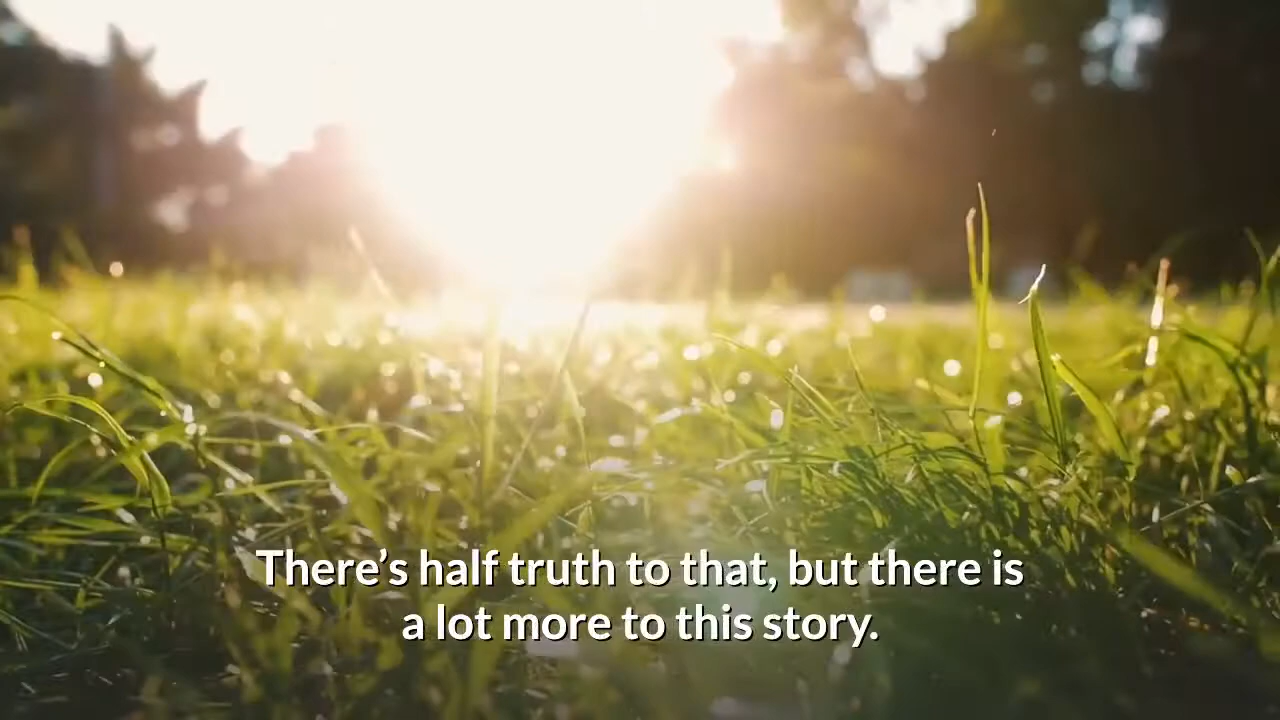 There’s half truth to that, but there is
a lot more to this story.